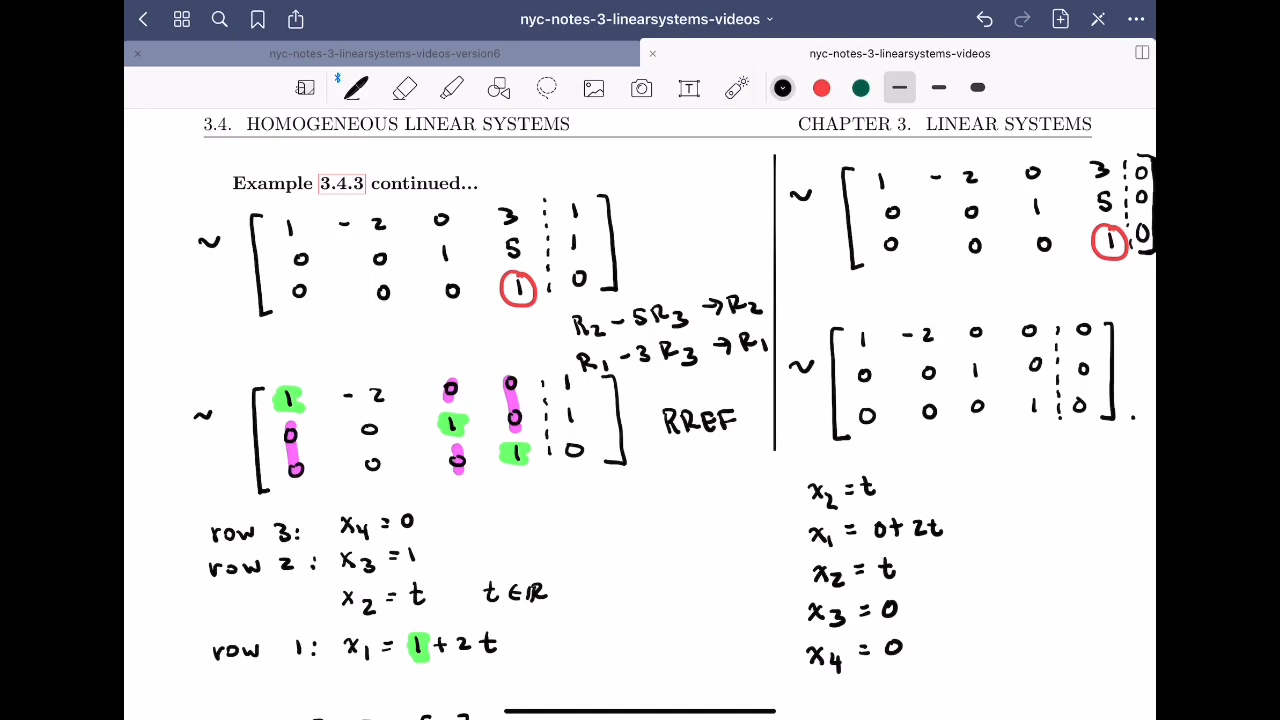 nyc-notes-3-linearsystems-videos
nyc-notes-3-linearsystems-videos-version6
nyc-notes-3-linearsystems-videos
3.4. HOMOGENEOUS LINEAR SYSTEMS
CHAPTER 3. LINEAR SYSTEMS
Example 3.4.3 continued...
~ [ 1 -2 0 3 ¦ 1
0 0 1 5 ¦ 1
0 0 0 1 ¦ 0 ]
R2 - 5R3 → R2
R1 - 3R3 → R1
~ [ 1 -2 0 0 ¦ 1
0 0 1 0 ¦ 1
0 0 0 1 ¦ 0 ]
RREF
row 3: x4 = 0
row 2: x3 = 1
x2 = t t ∈ ℝ
row 1: x1 = 1 + 2t
~ [ 1 -2 0 3 ¦ 0
0 0 1 5 ¦ 0
0 0 0 1 ¦ 0 ]
~ [ 1 -2 0 0 ¦ 0
0 0 1 0 ¦ 0
0 0 0 1 ¦ 0 ] .
x2 = t
x1 = 0 + 2t
x2 = t
x3 = 0
x4 = 0